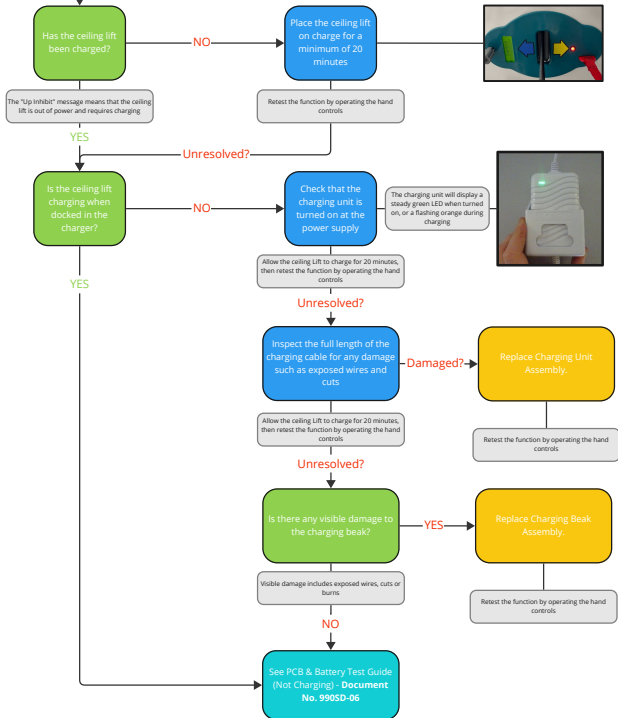 Has the ceiling lift
been charged?
NO
Place the ceiling lift
on charge for a
minimum of 20
minutes
The "Up Inhibit" message means that the ceiling
lift is out of power and requires charging
Retest the function by operating the hand
controls
YES
Unresolved?
Is the ceiling lift
charging when
docked in the
charger?
NO
Check that the
charging unit is
turned on at the
power supply
The charging unit will display a
steady green LED when turned
on, or a flashing orange during
charging
Allow the ceiling Lift to charge for 20 minutes,
then retest the function by operating the hand
controls
YES
Unresolved?
Inspect the full length of the
charging cable for any damage
such as exposed wires and
cuts
Damaged?
Replace Charging Unit
Assembly.
Allow the ceiling Lift to charge for 20 minutes,
then retest the function by operating the hand
controls
Retest the function by operating the hand
controls
Unresolved?
Is there any visible damage to
the charging beak?
YES
Replace Charging Beak
Assembly.
Visible damage includes exposed wires, cuts or
burns
Retest the function by operating the hand
controls
NO
See PCB & Battery Test Guide
(Not Charging) - Document
No. 990SD-06